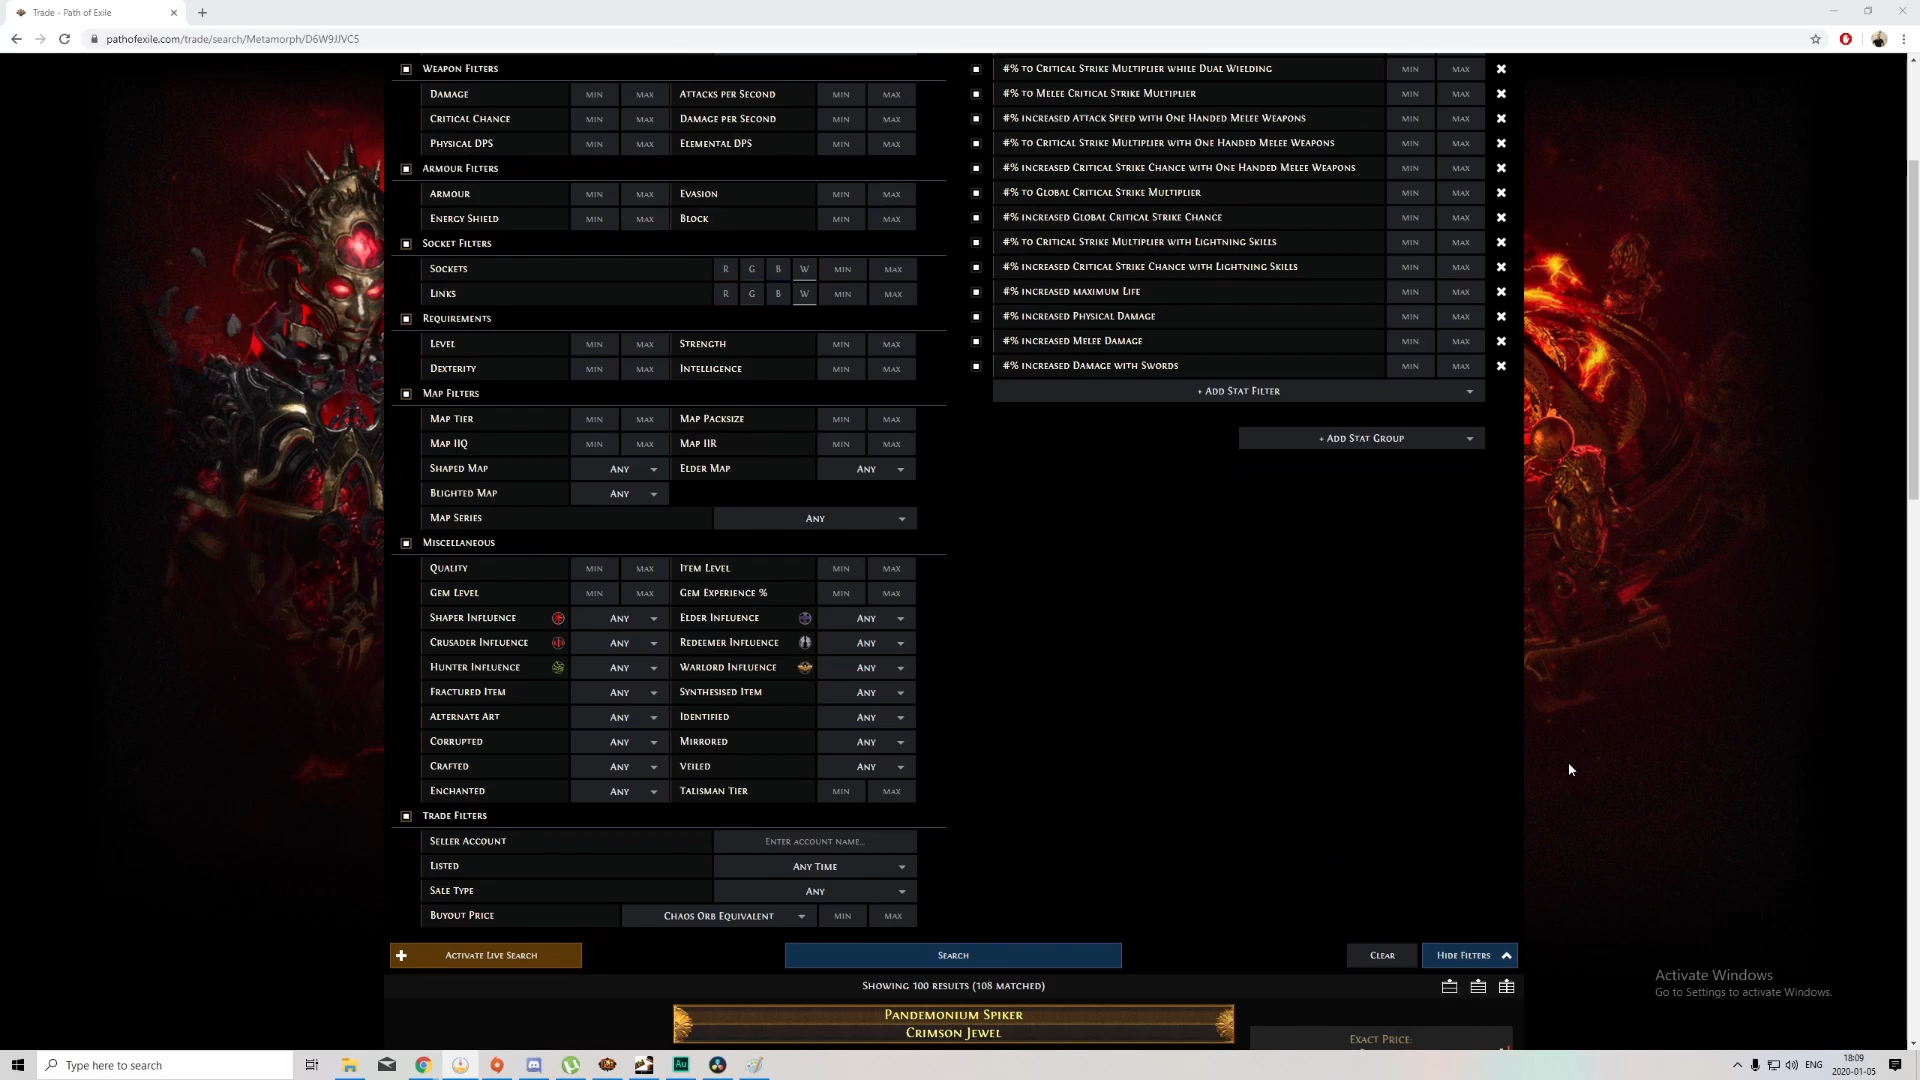 Trade - Path of Exile
pathofexile.com/trade/search/Metamorph/D6W9JJVC5
Weapon Filters
Damage MIN MAX Attacks per Second MIN MAX
Critical Chance MIN MAX Damage per Second MIN MAX
Physical DPS MIN MAX Elemental DPS MIN MAX
Armour Filters
Armour MIN MAX Evasion MIN MAX
Energy Shield MIN MAX Block MIN MAX
Socket Filters
Sockets R G B W MIN MAX
Links R G B W MIN MAX
Requirements
Level MIN MAX Strength MIN MAX
Dexterity MIN MAX Intelligence MIN MAX
Map Filters
Map Tier MIN MAX Map Packsize MIN MAX
Map IIQ MIN MAX Map IIR MIN MAX
Shaped Map Any Elder Map Any
Blighted Map Any
Map Series Any
Miscellaneous
Quality MIN MAX Item Level MIN MAX
Gem Level MIN MAX Gem Experience % MIN MAX
Shaper Influence Any Elder Influence Any
Crusader Influence Any Redeemer Influence Any
Hunter Influence Any Warlord Influence Any
Fractured Item Any Synthesised Item Any
Alternate Art Any Identified Any
Corrupted Any Mirrored Any
Crafted Any Veiled Any
Enchanted Any Talisman Tier MIN MAX
Trade Filters
Seller Account Enter account name...
Listed Any Time
Sale Type Any
Buyout Price Chaos Orb Equivalent MIN MAX
#% to Critical Strike Multiplier while Dual Wielding MIN MAX
#% to Melee Critical Strike Multiplier MIN MAX
#% increased Attack Speed with One Handed Melee Weapons MIN MAX
#% to Critical Strike Multiplier with One Handed Melee Weapons MIN MAX
#% increased Critical Strike Chance with One Handed Melee Weapons MIN MAX
#% to Global Critical Strike Multiplier MIN MAX
#% increased Global Critical Strike Chance MIN MAX
#% to Critical Strike Multiplier with Lightning Skills MIN MAX
#% increased Critical Strike Chance with Lightning Skills MIN MAX
#% increased maximum Life MIN MAX
#% increased Physical Damage MIN MAX
#% increased Melee Damage MIN MAX
#% increased Damage with Swords MIN MAX
+ Add Stat Filter
+ Add Stat Group
Activate Live Search
Search
Clear
Hide Filters
Showing 100 results (108 matched)
Pandemonium Spiker
Crimson Jewel
Exact Price:
Activate Windows
Go to Settings to activate Windows.
Type here to search
Au
ENG
18:09
2020-01-05